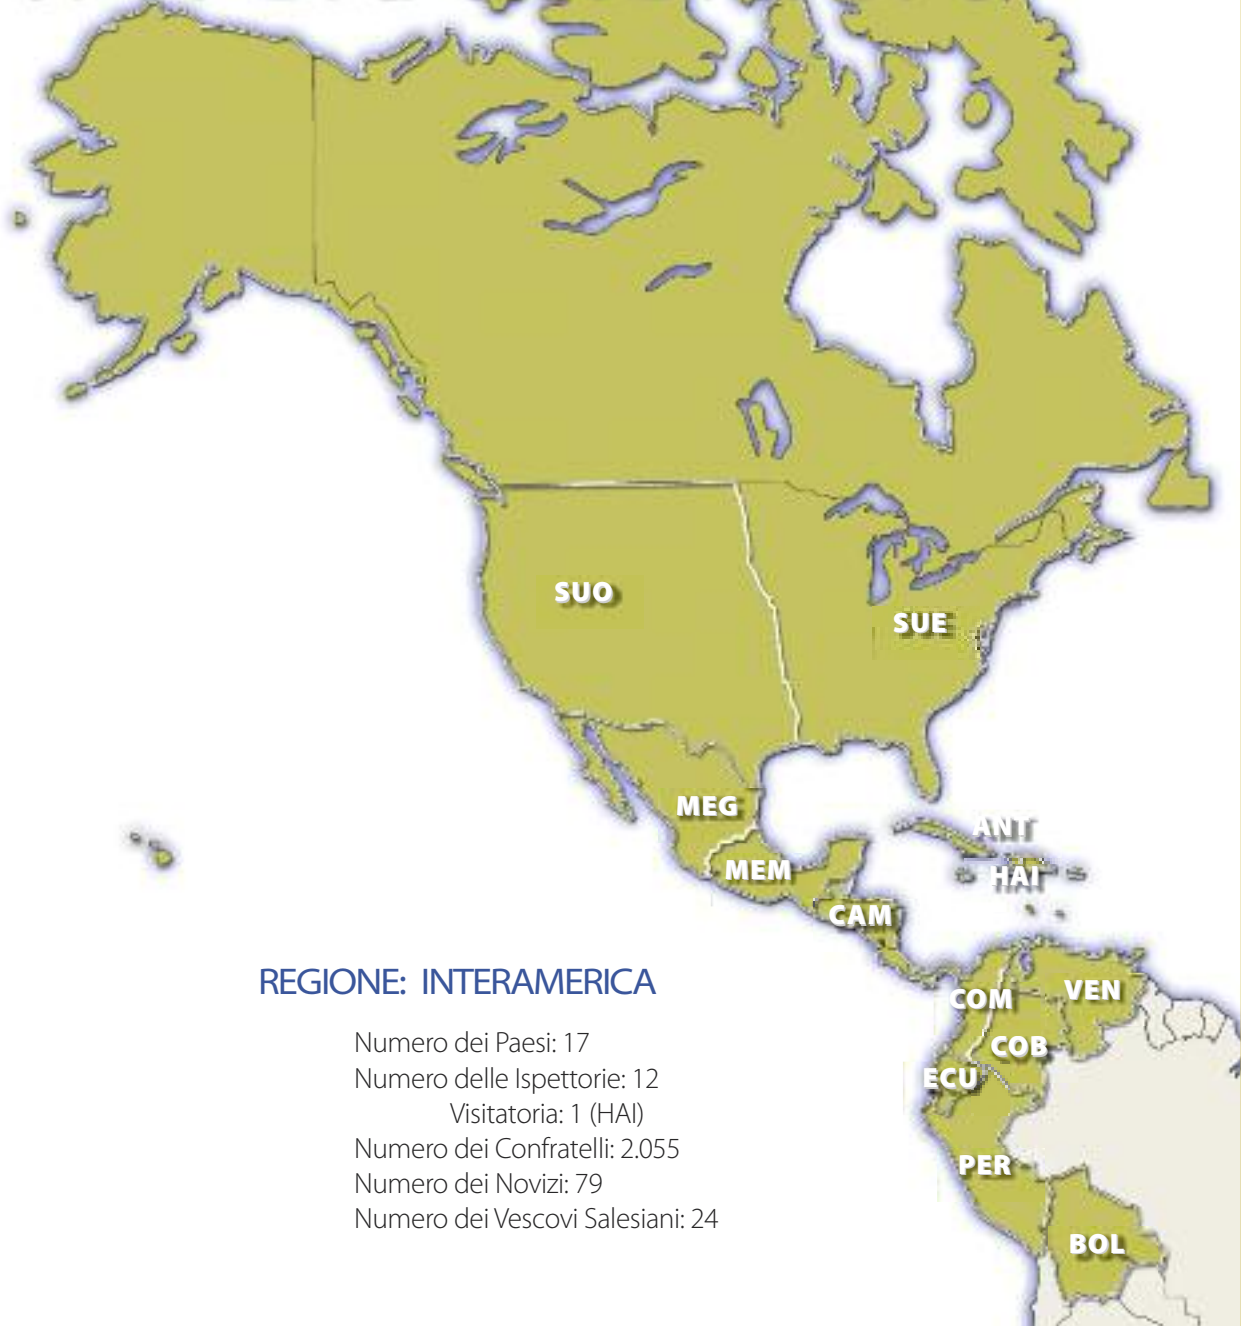 SUO
SUE
MEG
ANT
MEM
HAI
CAM
REGIONE: INTERAMERICA
VEN
COM
COB
Numero dei Paesi: 17
Numero delle Ispettorie: 12
ECU
Visitatoria: 1 (HAI)
Numero dei Confratelli: 2.055
PER
Numero dei Novizi: 79
Numero dei Vescovi Salesiani: 24
BOL